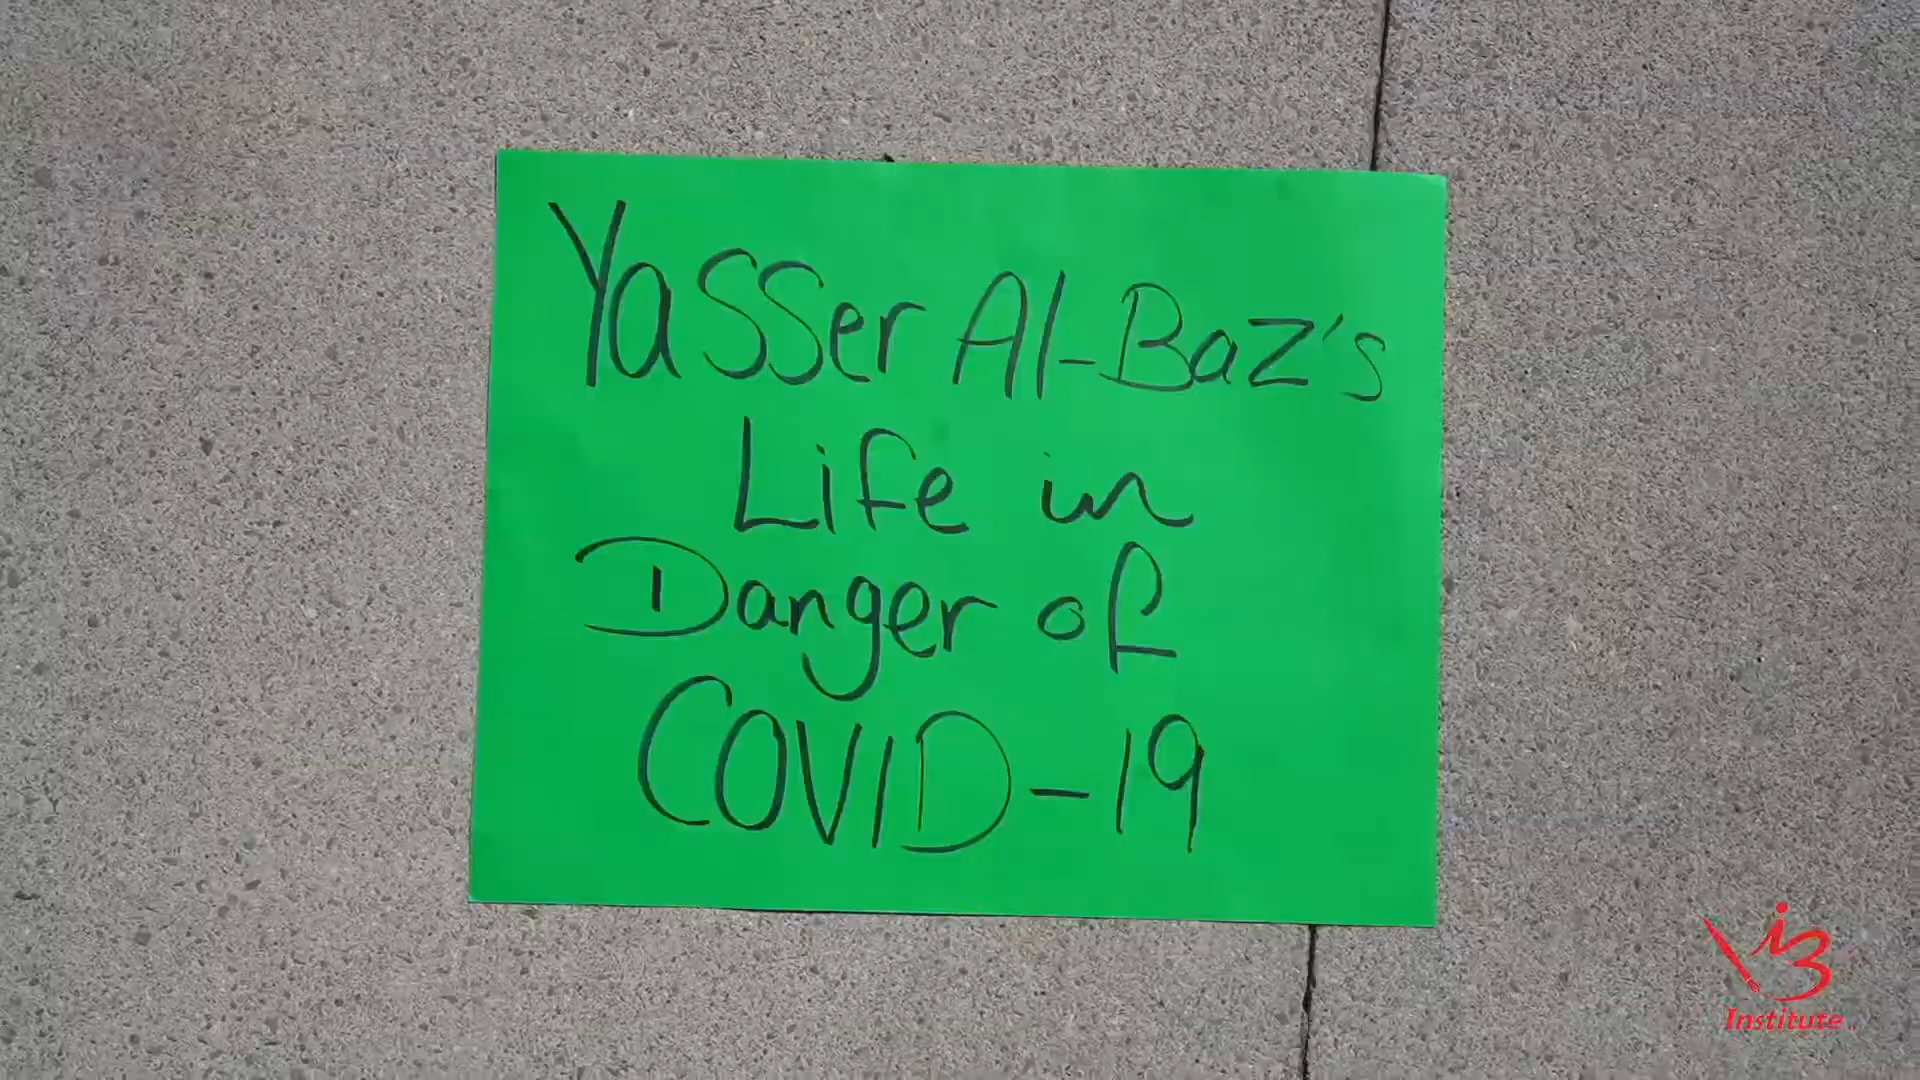 Yasser Al-Baz's
Life in
Danger of
COVID-19
Institute